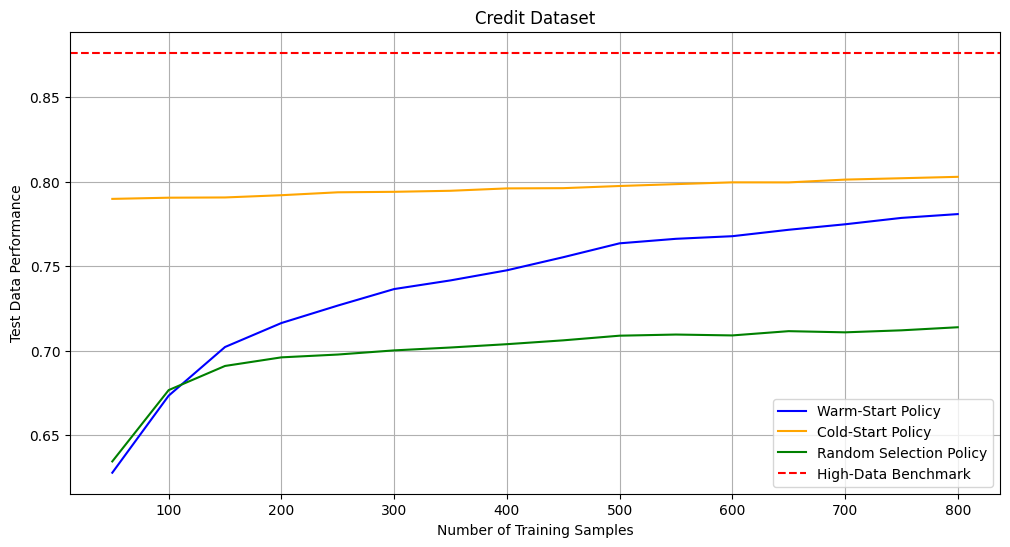 Credit Dataset
Test Data Performance
0.85
0.80
0.75
0.70
0.65
100 200 300 400 500 600 700 800
Number of Training Samples
Warm-Start Policy
Cold-Start Policy
Random Selection Policy
High-Data Benchmark